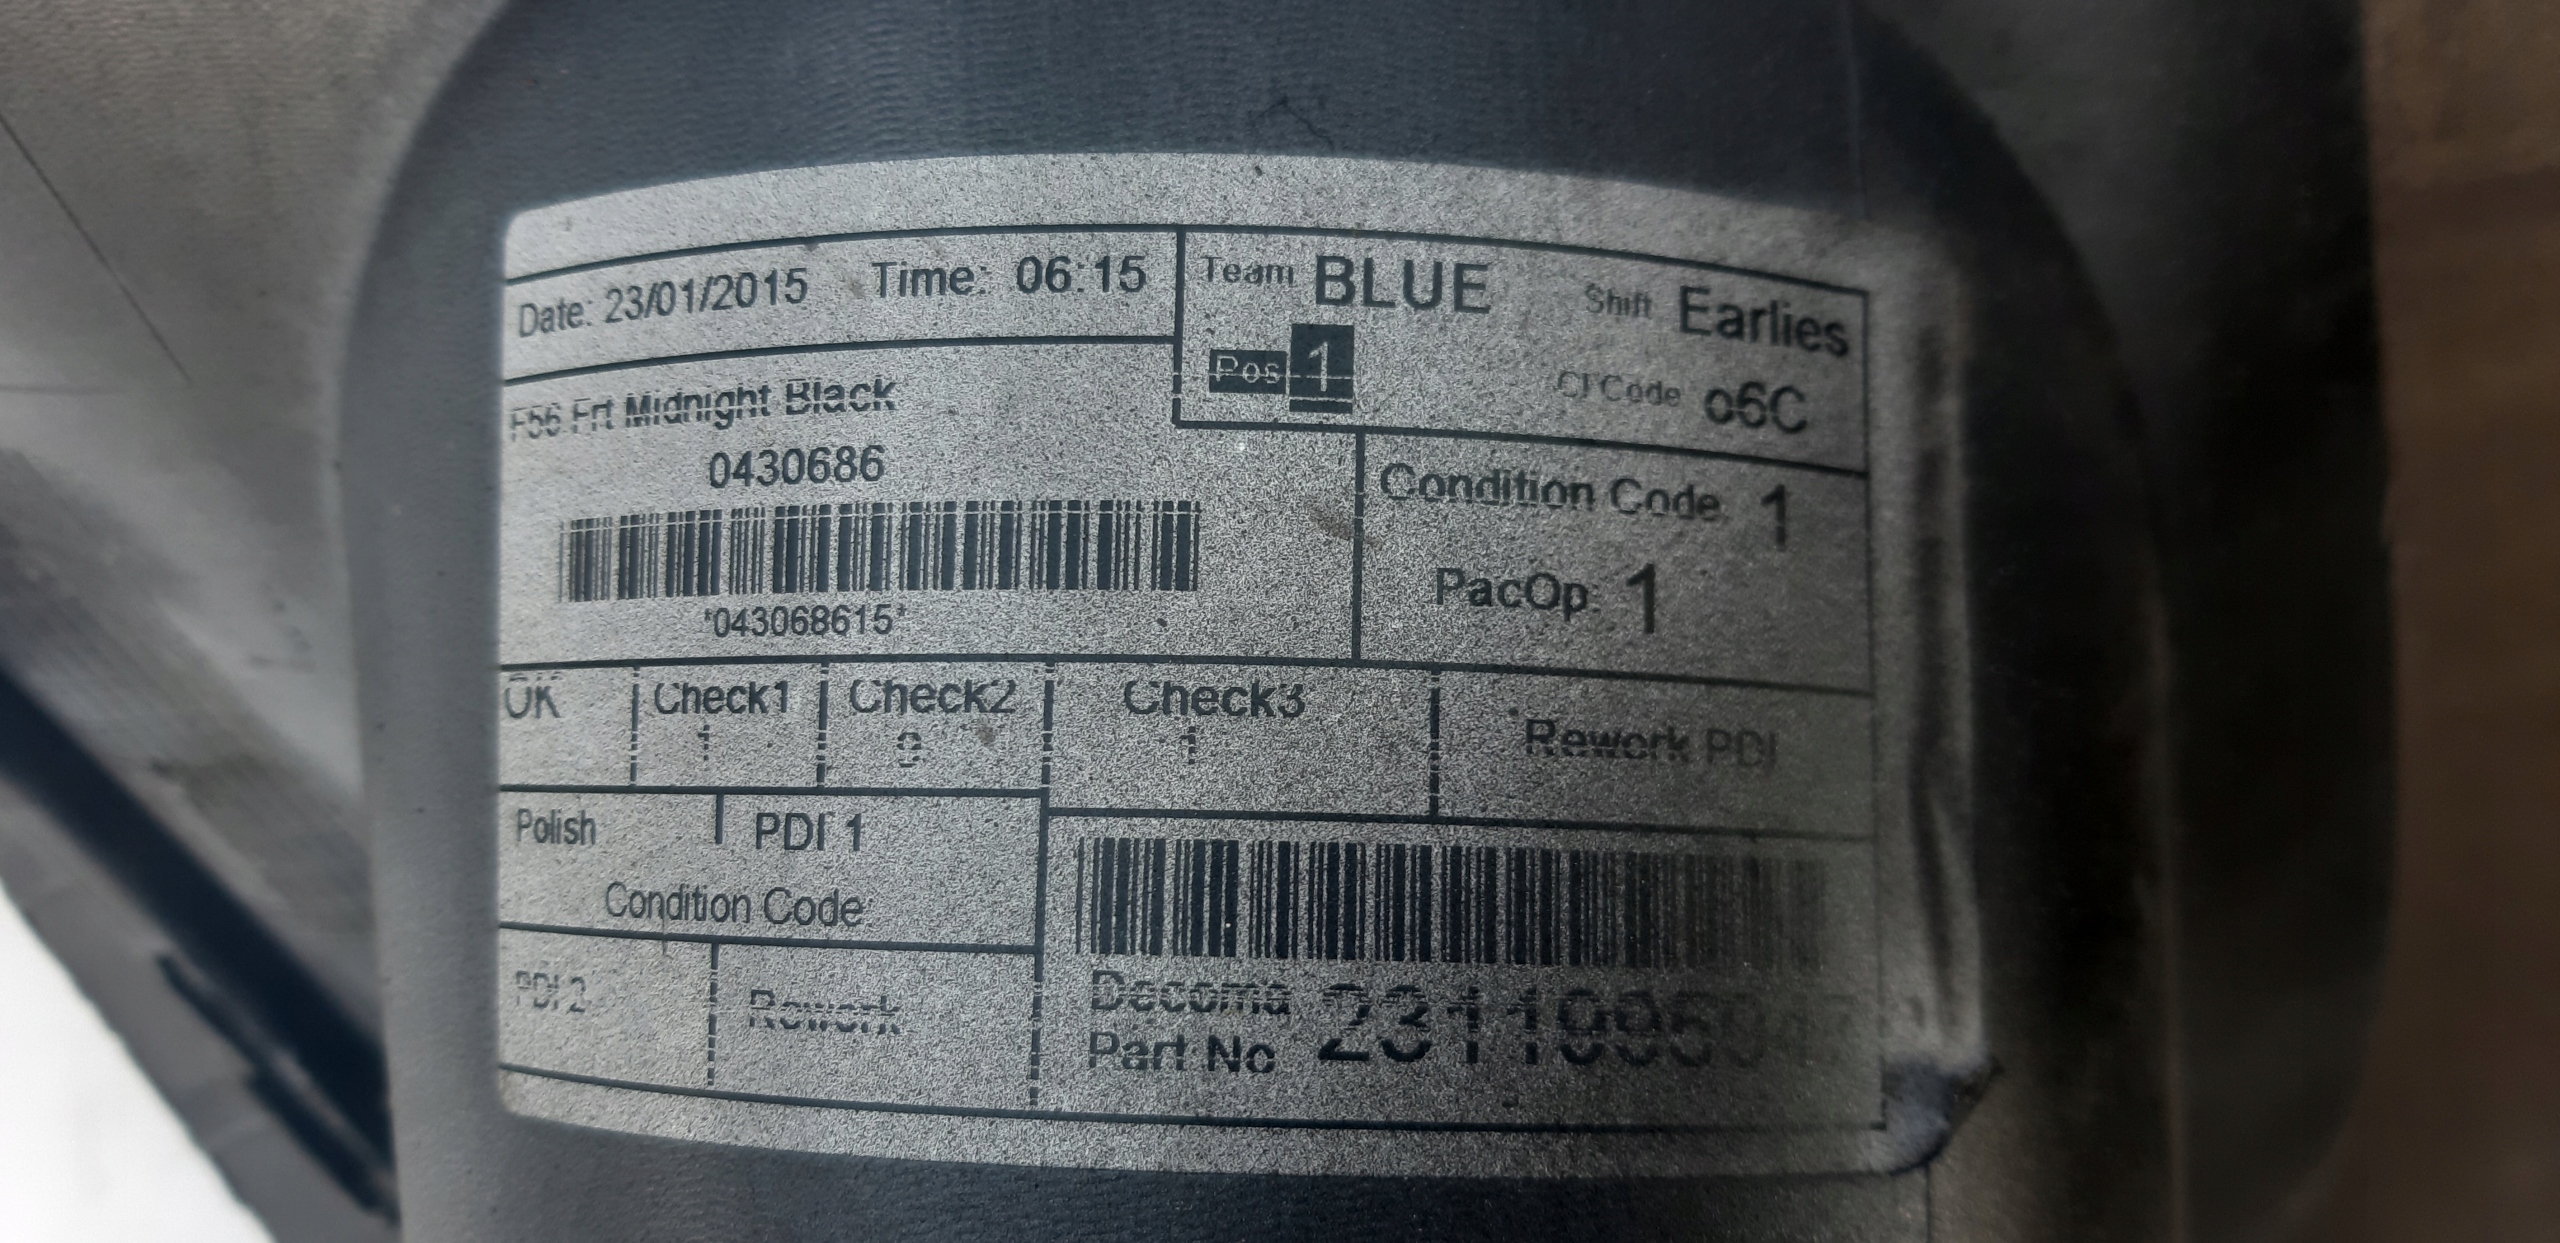 Date: 23/01/2015 Time: 06:15
Team BLUE Shift Earlies
Pos 1 CI Code o6C
F56 Frt Midnight Black
0430686
*043068615*
Condition Code 1
PacOp: 1
OK Check1 Check2 Check3 Rework PDI
1 0 1
Polish PDI 1
Condition Code:
PDI 2 Rework
Decoma
Part No